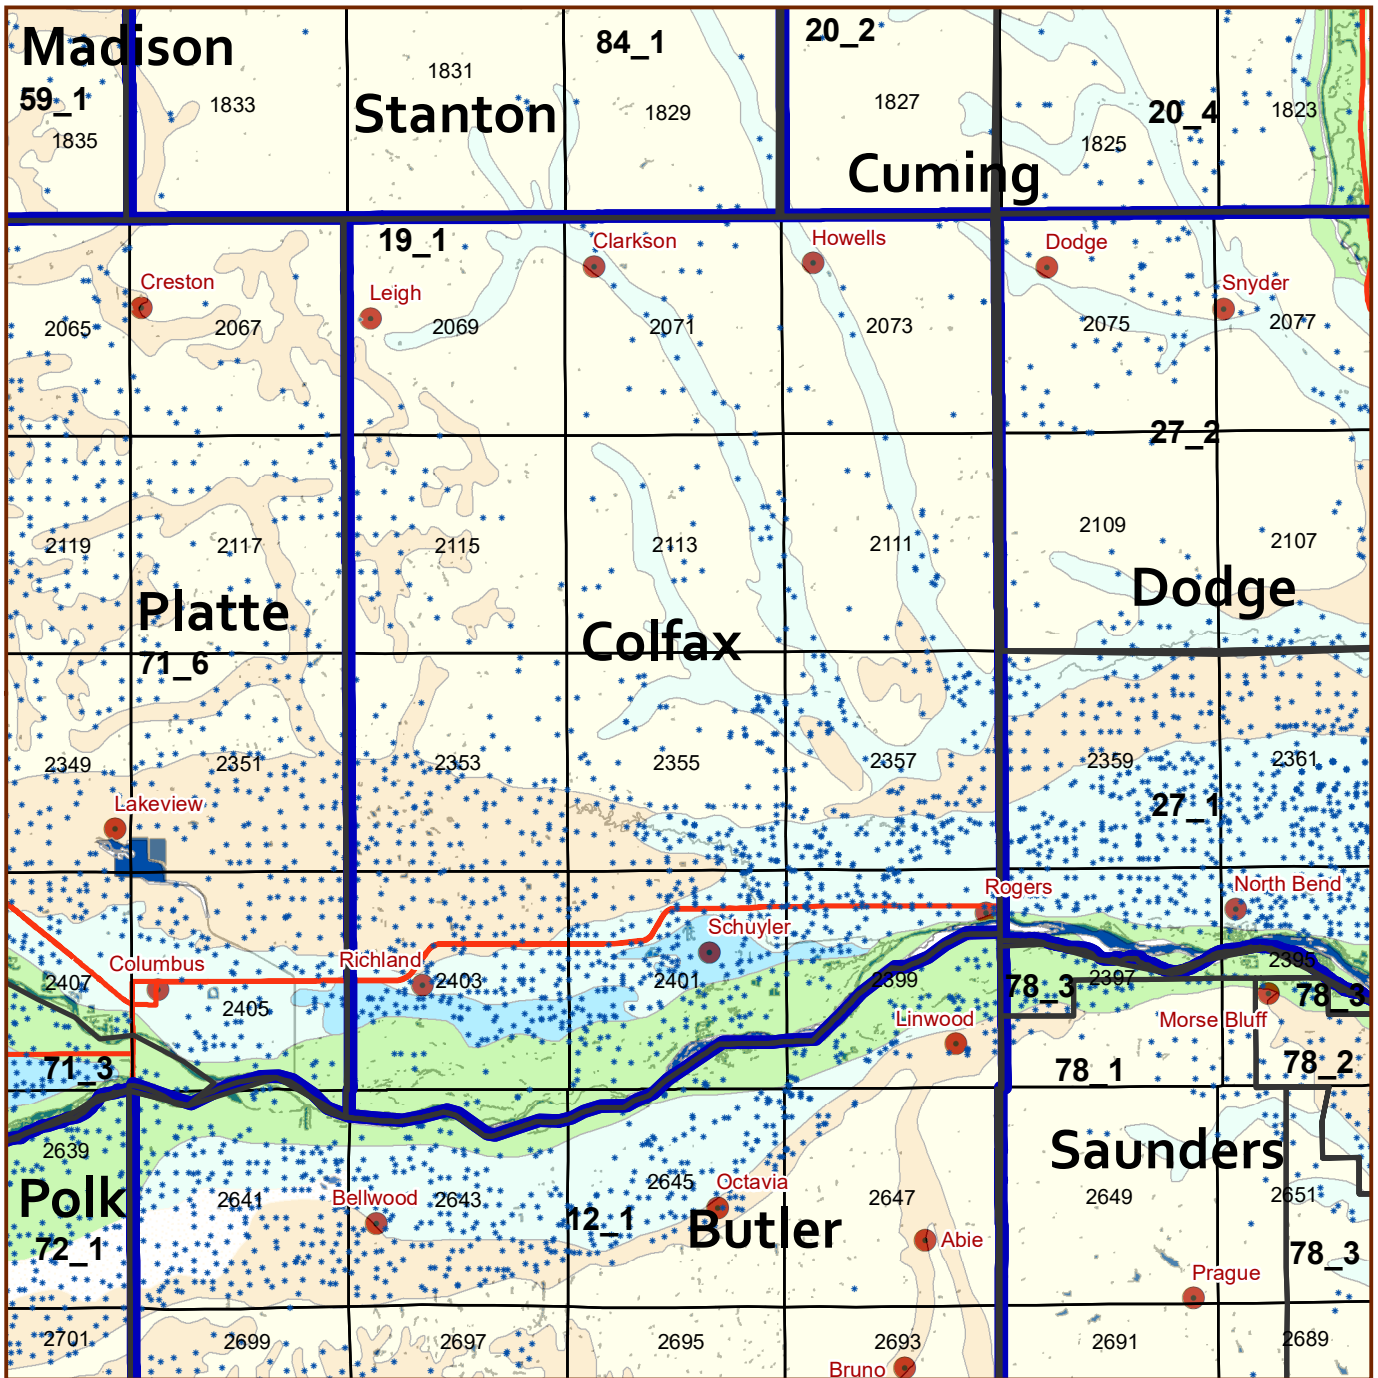 Madison
84_1
20_2
1831
59_1
1833
Stanton
1829
1827
20_4
1823
1835
1825
Cuming
19_1
Clarkson
Howells
Dodge
Creston
Leigh
Snyder
2065
2067
2069
2071
2073
2075
2077
27_2
2119
2117
2115
2113
2111
2109
2107
Platte
Colfax
Dodge
71_6
2349
2351
2353
2355
2357
2359
2361
Lakeview
27_1
Rogers
North Bend
Schuyler
Richland
Columbus
2407
2405
2403
2401
2399
2397
2395
78_3
78_3
Linwood
Morse Bluff
71_3
78_1
78_2
2639
Saunders
Polk
2641
Bellwood
2643
2645
Octavia
2647
2649
2651
72_1
12_1
Butler
Abie
78_3
Prague
2701
2699
2697
2695
2693
2691
2689
Bruno